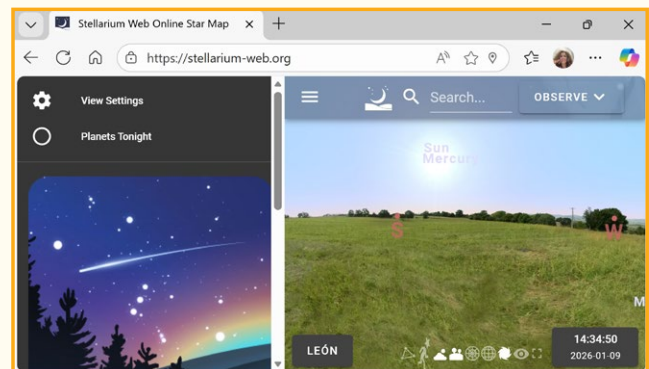 Stellarium Web Online Star Map
https://stellarium-web.org
View Settings
Planets Tonight
Search...
OBSERVE
Sun
Mercury
S
W
M
LEÓN
14:34:50
2026-01-09